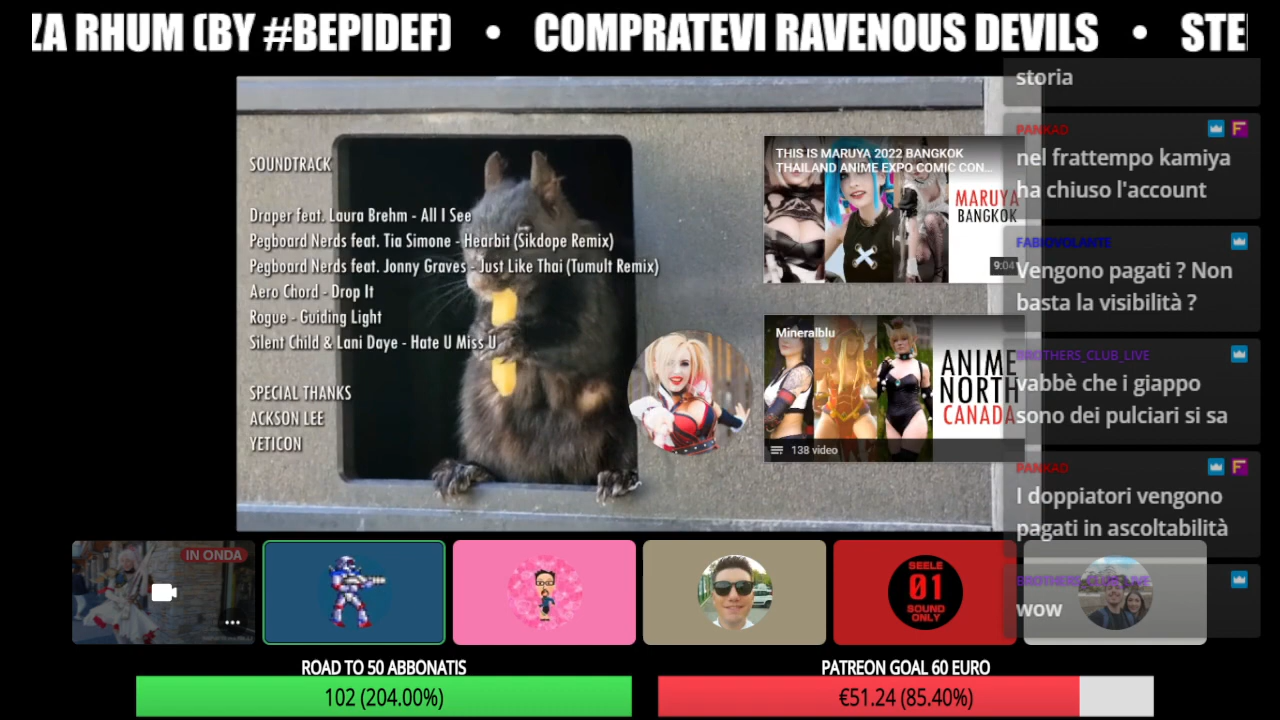 ZA RHUM (BY #BEPIDEF) • COMPRATEVI RAVENOUS DEVILS • STE
SOUNDTRACK
Draper feat. Laura Brehm - All I See
Pegboard Nerds feat. Tia Simone - Hearbit (Sikdope Remix)
Pegboard Nerds feat. Jonny Graves - Just Like Thai (Tumult Remix)
Aero Chord - Drop It
Rogue - Guiding Light
Silent Child & Lani Daye - Hate U Miss U
SPECIAL THANKS
ACKSON LEE
YETICON
THIS IS MARUYA 2022 BANGKOK
THAILAND ANIME EXPO COMIC CON...
MARUYA
BANGKOK
9:04
Mineralblu
ANIME
NORTH
CANADA
138 video
storia
PANKAD
nel frattempo kamiya
ha chiuso l'account
FABIOVOLANTE
Vengono pagati ? Non
basta la visibilità ?
BROTHERS_CLUB_LIVE
vabbè che i giappo
sono dei pulciari si sa
PANKAD
I doppiatori vengono
pagati in ascoltabilità
BROTHERS_CLUB_LIVE
wow
IN ONDA
SEELE
01
SOUND
ONLY
ROAD TO 50 ABBONATIS
102 (204.00%)
PATREON GOAL 60 EURO
€51.24 (85.40%)